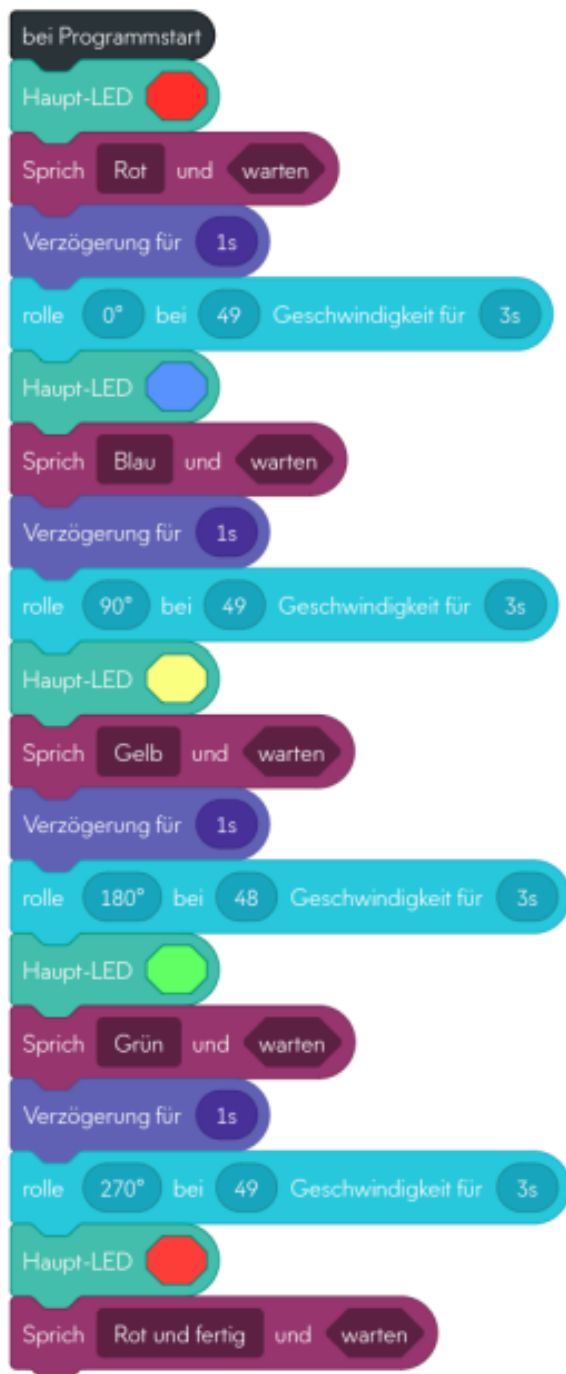 bei Programmstart
Haupt-LED
Sprich Rot und warten
Verzögerung für 1s
rolle 0° bei 49 Geschwindigkeit für 3s
Haupt-LED
Sprich Blau und warten
Verzögerung für 1s
rolle 90° bei 49 Geschwindigkeit für 3s
Haupt-LED
Sprich Gelb und warten
Verzögerung für 1s
rolle 180° bei 48 Geschwindigkeit für 3s
Haupt-LED
Sprich Grün und warten
Verzögerung für 1s
rolle 270° bei 49 Geschwindigkeit für 3s
Haupt-LED
Sprich Rot und fertig und warten